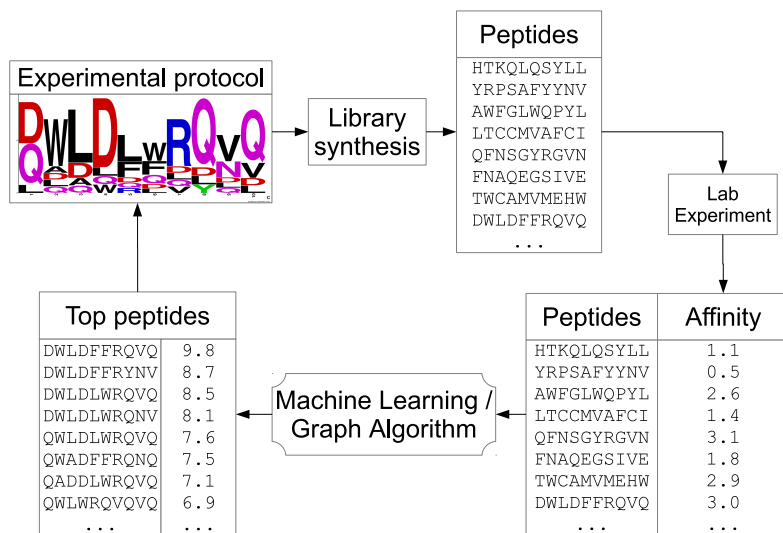 Experimental protocol
Library
synthesis
Peptides
HTKQLQSYLL
YRPSAFYYNV
AWFGLWQPYL
LTCCMVAFCI
QFNSGYRGVN
FNAQEGSIVE
TWCAMVMEHW
DWLDFFRQVQ
...
Lab
Experiment
Peptides Affinity
HTKQLQSYLL 1.1
YRPSAFYYNV 0.5
AWFGLWQPYL 2.6
LTCCMVAFCI 1.4
QFNSGYRGVN 3.1
FNAQEGSIVE 1.8
TWCAMVMEHW 2.9
DWLDFFRQVQ 3.0
... ...
Machine Learning /
Graph Algorithm
Top peptides
DWLDFFRQVQ 9.8
DWLDFFRYNV 8.7
DWLDLWRQVQ 8.5
DWLDLWRQNV 8.1
QWLDLWRQVQ 7.6
QWADFFRQNQ 7.5
QADDLWRQVQ 7.1
QWLWRQVQVQ 6.9
... ...
DWLDLWRQVQ